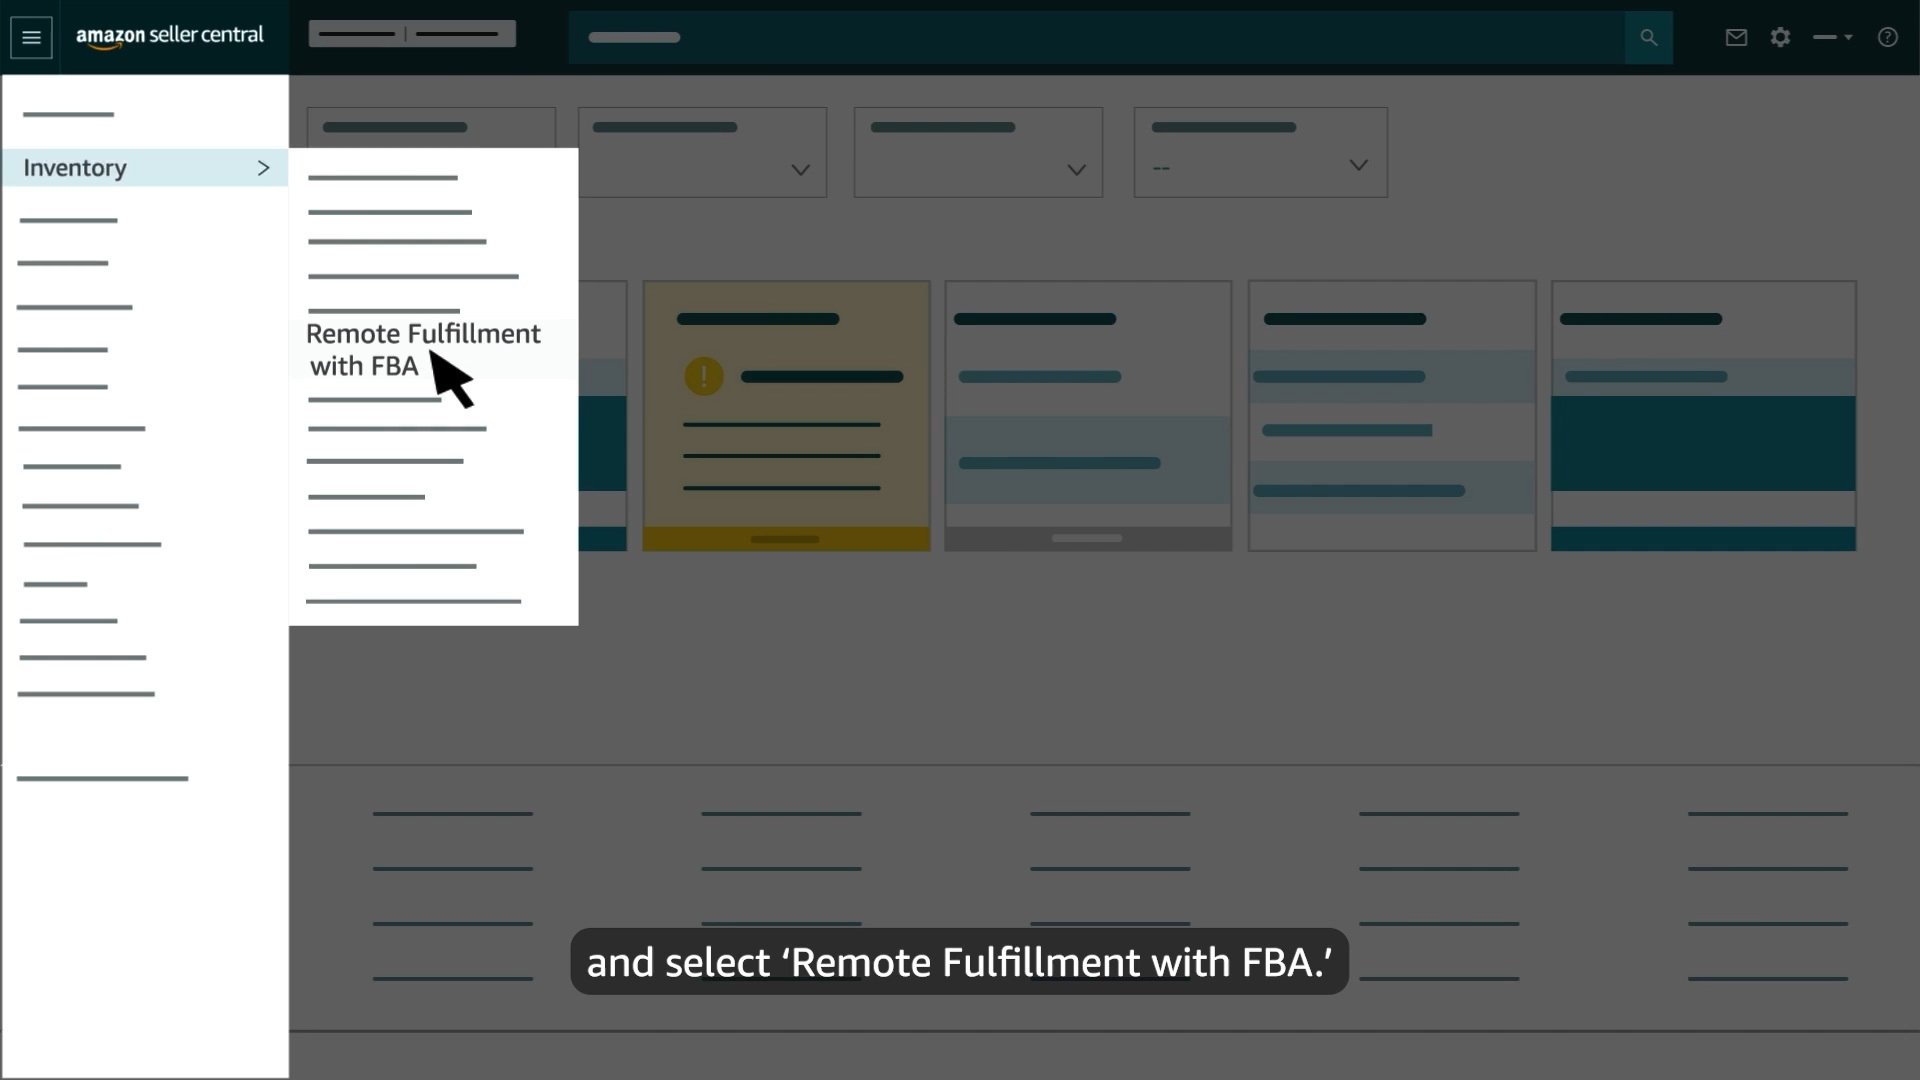 amazon seller central
Inventory
Remote Fulfillment
with FBA
--
!
and select ‘Remote Fulfillment with FBA.’